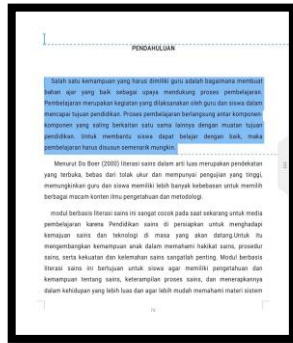 PENDAHULUAN
Salah satu kemampuan yang harus dimiliki guru adalah bagaimana membuat
bahan ajar yang baik sebagai upaya mendukung proses pembelajaran.
Pembelajaran merupakan kegiatan yang dilaksanakan oleh guru dan siswa dalam
mencapai tujuan pendidikan. Proses pembelajaran berlangsung antar komponen-
komponen yang saling berkaitan satu sama lainnya dengan muatan tujuan
pendidikan. Untuk membantu siswa dapat belajar dengan baik, maka
pembelajaran harus disusun semenarik mungkin.
Menurut Do Boer (2000) literasi sains dalam arti luas merupakan pendekatan
yang terbuka, bebas dari tolak ukur dan mempunyai pengujian yang tinggi,
memungkinkan guru dan siswa memiliki lebih banyak kebebasan untuk memilih
berbagai macam konten ilmu pengetahuan dan metodologi.
modul berbasis literasi sains ini sangat cocok pada saat sekarang untuk media
pembelajaran karena Pendidikan sains di persiapkan untuk menghadapi
kemajuan sains dan teknologi di masa yang akan datang.Untuk itu
mengembangkan kemampuan anak dalam memahami hakikat sains, prosedur
sains, serta kekuatan dan kelemahan sains sangatlah penting. Modul berbasis
literasi sains ini bertujuan untuk siswa agar memiliki pengetahuan dan
kemampuan tentang sains, keterampilan proses sains, dan menerapkannya
dalam kehidupan yang lebih luas dan agar lebih mudah memahami materi sistem